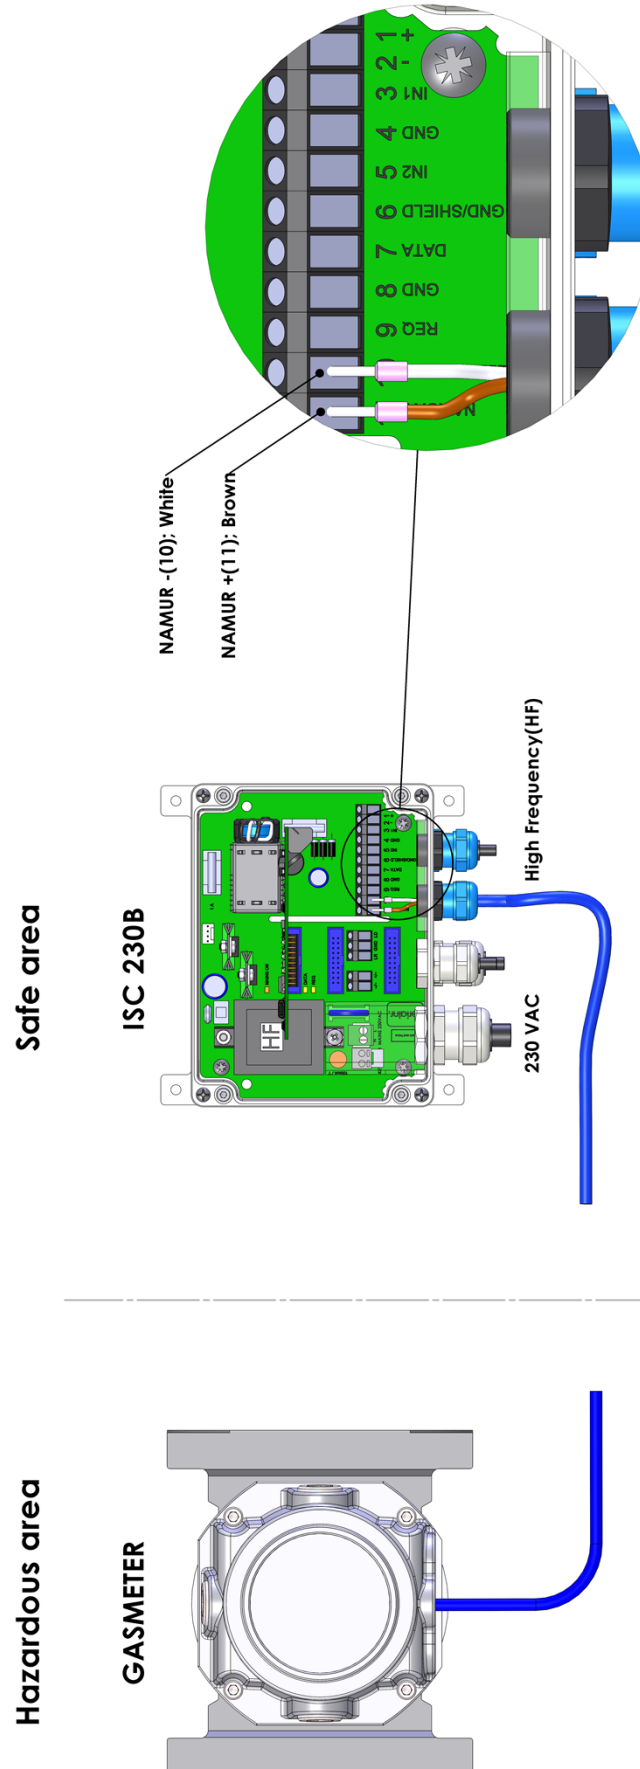 Hazardous area
Safe area
GASMETER
ISC 230B
NAMUR -(10); White
NAMUR +(11); Brown
230 VAC
High Frequency(HF)
HF
1 +
2 -
3 IN1
4 GND
5 IN2
6 GND/SHIELD
7 DATA
8 GND
9 REQ